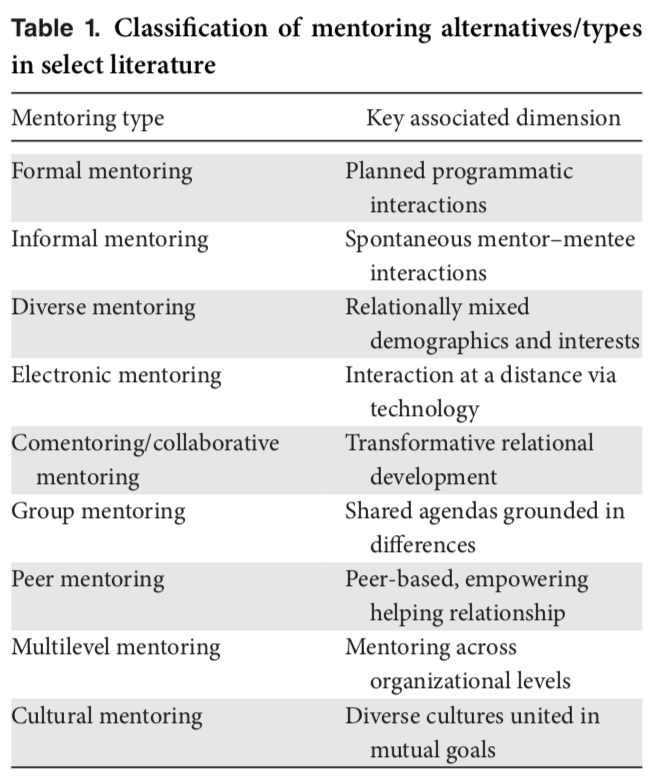 Table 1. Classification of mentoring alternatives/types
in select literature
Mentoring type Key associated dimension
Formal mentoring Planned programmatic
interactions
Informal mentoring Spontaneous mentor–mentee
interactions
Diverse mentoring Relationally mixed
demographics and interests
Electronic mentoring Interaction at a distance via
technology
Comentoring/collaborative Transformative relational
mentoring development
Group mentoring Shared agendas grounded in
differences
Peer mentoring Peer-based, empowering
helping relationship
Multilevel mentoring Mentoring across
organizational levels
Cultural mentoring Diverse cultures united in
mutual goals